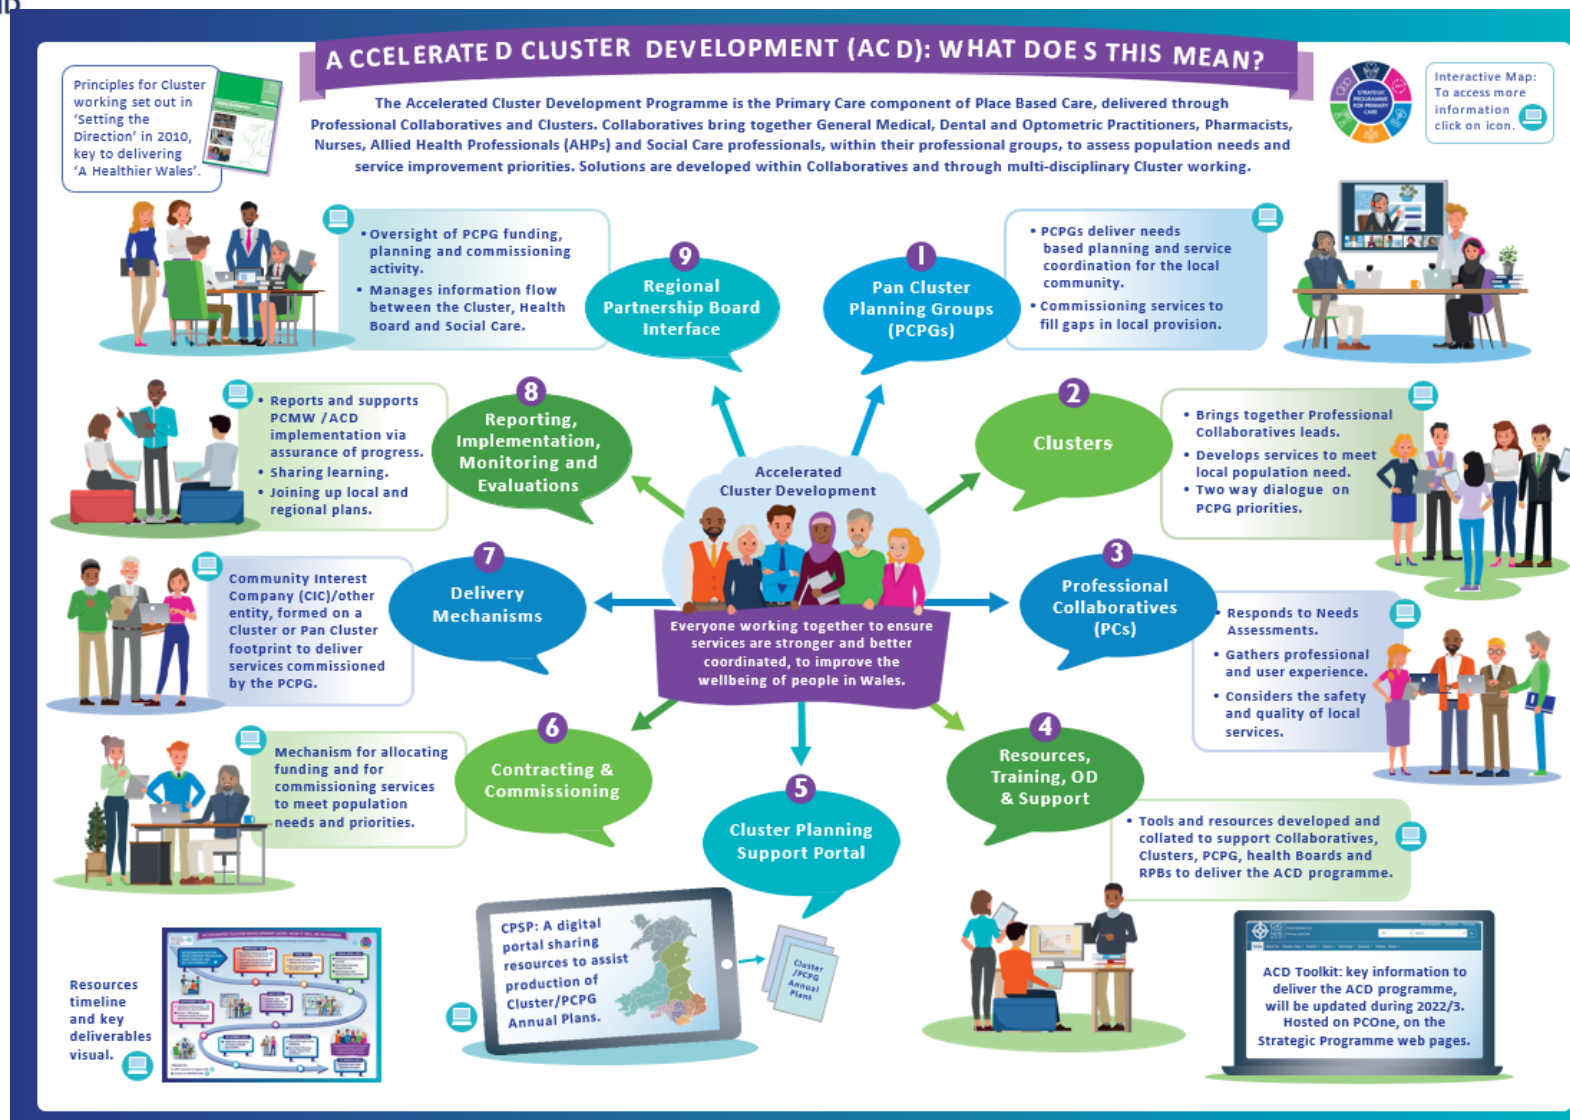 ACCELERATED CLUSTER DEVELOPMENT (ACD): WHAT DOES THIS MEAN?
Principles for Cluster
working set out in
‘Setting the
Direction’ in 2010,
key to delivering
‘A Healthier Wales’.
The Accelerated Cluster Development Programme is the Primary Care component of Place Based Care, delivered through
Professional Collaboratives and Clusters. Collaboratives bring together General Medical, Dental and Optometric Practitioners, Pharmacists,
Nurses, Allied Health Professionals (AHPs) and Social Care professionals, within their professional groups, to assess population needs and
service improvement priorities. Solutions are developed within Collaboratives and through multi-disciplinary Cluster working.
STRATEGIC
PROGRAMME
FOR PRIMARY
CARE
Interactive Map:
To access more
information
click on icon.
• Oversight of PCPG funding,
planning and commissioning
activity.
• Manages information flow
between the Cluster, Health
Board and Social Care.
9
Regional
Partnership Board
Interface
1
Pan Cluster
Planning Groups
(PCPGs)
• PCPGs deliver needs
based planning and service
coordination for the local
community.
• Commissioning services to
fill gaps in local provision.
• Reports and supports
PCMW /ACD
implementation via
assurance of progress.
• Sharing learning.
• Joining up local and
regional plans.
8
Reporting,
Implementation,
Monitoring and
Evaluations
2
Clusters
• Brings together Professional
Collaboratives leads.
• Develops services to meet
local population need.
• Two way dialogue on
PCPG priorities.
Accelerated
Cluster Development
Everyone working together to ensure
services are stronger and better
coordinated, to improve the
wellbeing of people in Wales.
Community Interest
Company (CIC)/other
entity, formed on a
Cluster or Pan Cluster
footprint to deliver
services commissioned
by the PCPG.
7
Delivery
Mechanisms
3
Professional
Collaboratives
(PCs)
• Responds to Needs
Assessments.
• Gathers professional
and user experience.
• Considers the safety
and quality of local
services.
Mechanism for allocating
funding and for
commissioning services
to meet population
needs and priorities.
6
Contracting &
Commissioning
5
Cluster Planning
Support Portal
4
Resources,
Training, OD
& Support
• Tools and resources developed and
collated to support Collaboratives,
Clusters, PCPG, health Boards and
RPBs to deliver the ACD programme.
Resources
timeline
and key
deliverables
visual.
CPSP: A digital
portal sharing
resources to assist
production of
Cluster/PCPG
Annual Plans.
Cluster
/PCPG
Annual
Plans
ACD Toolkit: key information to
deliver the ACD programme,
will be updated during 2022/3.
Hosted on PCOne, on the
Strategic Programme web pages.